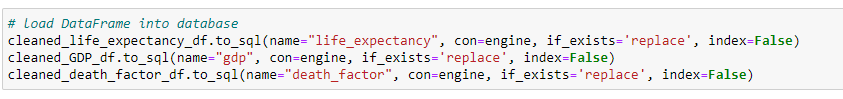 # Load DataFrame into database
cleaned_life_expectancy_df.to_sql(name="life_expectancy", con=engine, if_exists='replace', index=False)
cleaned_GDP_df.to_sql(name="gdp", con=engine, if_exists='replace', index=False)
cleaned_death_factor_df.to_sql(name="death_factor", con=engine, if_exists='replace', index=False)